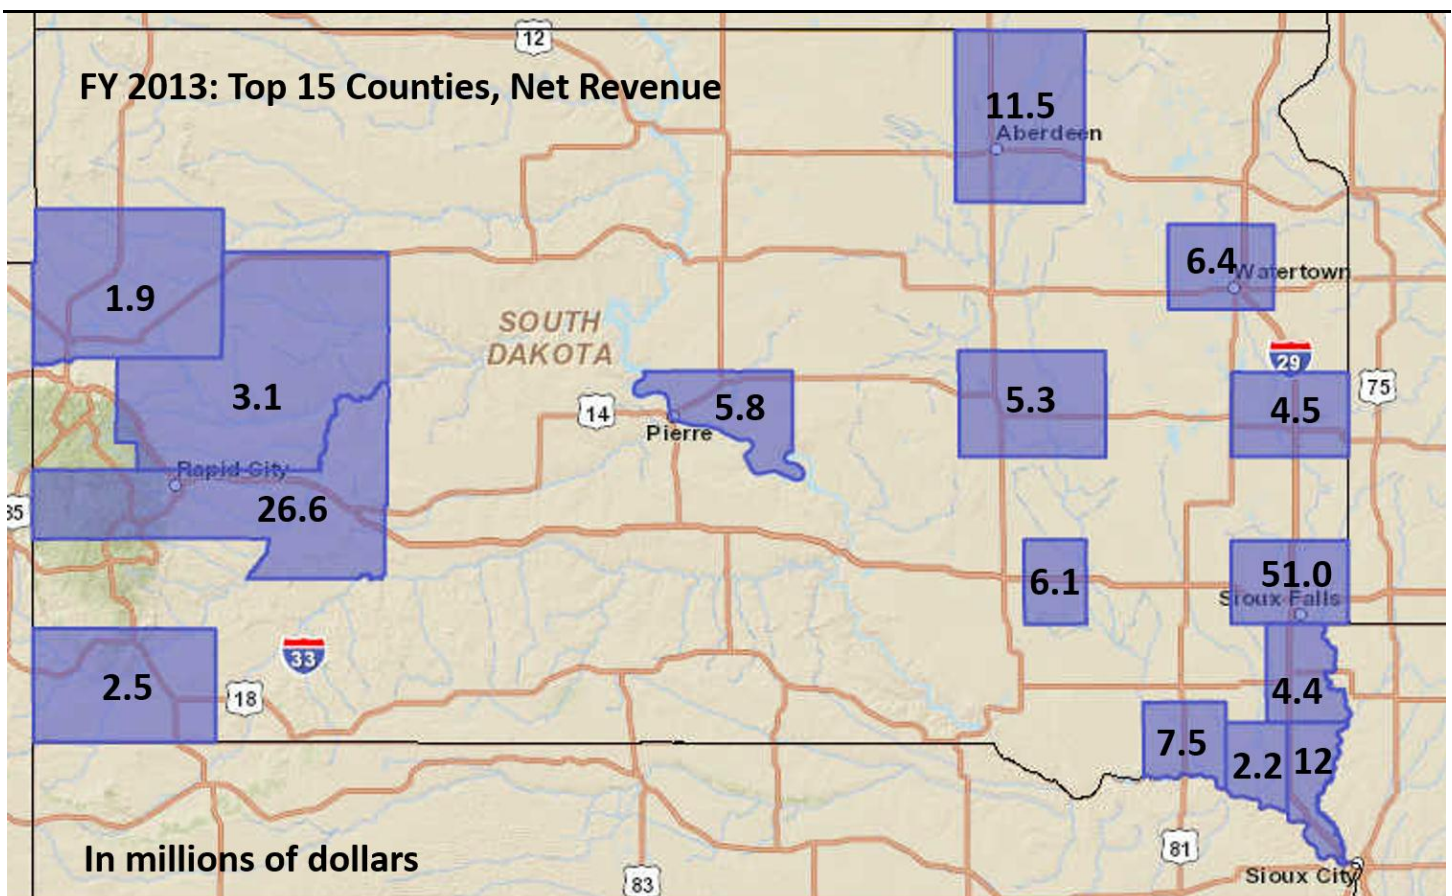 12
FY 2013: Top 15 Counties, Net Revenue
11.5
Aberdeen
6.4
Watertown
1.9
SOUTH
DAKOTA
29
75
3.1
14
5.8
Pierre
5.3
4.5
Rapid City
26.6
85
6.1
51.0
Sioux Falls
33
2.5
18
4.4
7.5
2.2
12
In millions of dollars
81
83
Sioux City